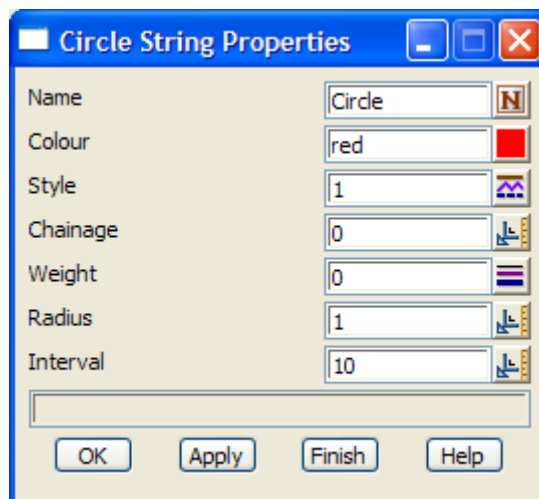 Circle String Properties
Name Circle N
Colour red
Style 1
Chainage 0
Weight 0
Radius 1
Interval 10
OK Apply Finish Help